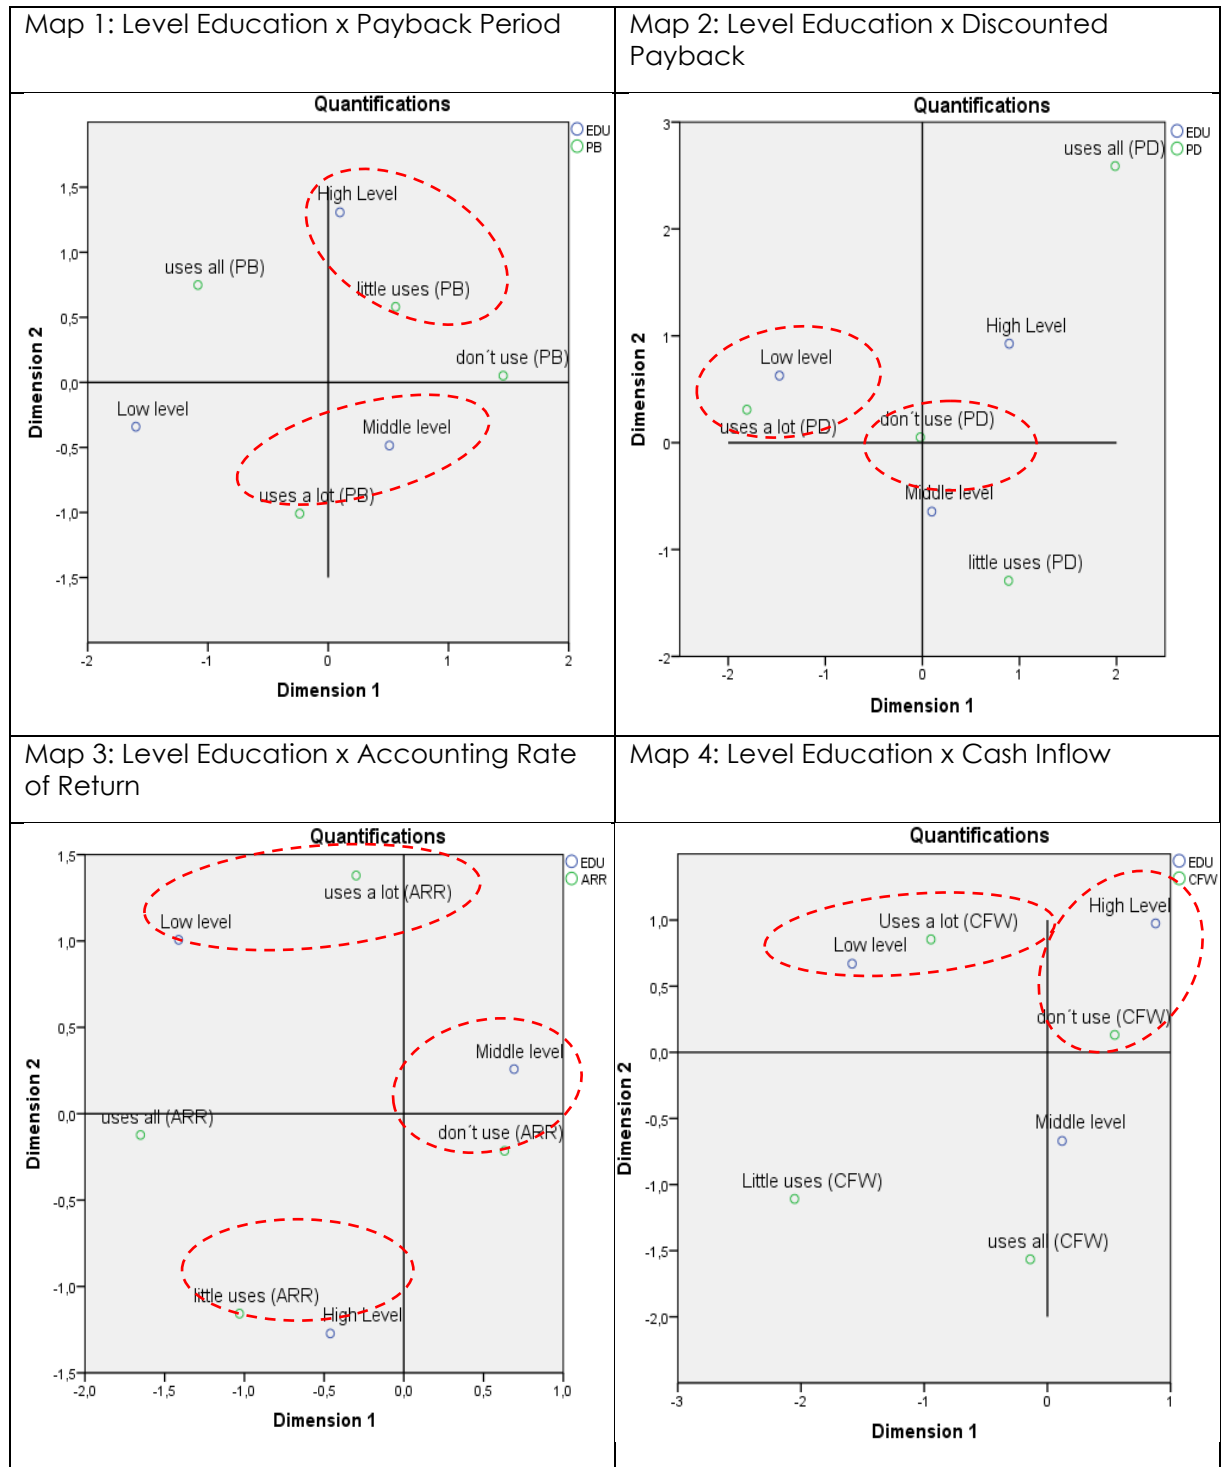 Map 1: Level Education x Payback Period
Map 2: Level Education x Discounted
Payback
Quantifications
EDU
PB
1,5
1,0
0,5
0,0
-0,5
-1,0
-1,5
High Level
uses all (PB)
little uses (PB)
don´t use (PB)
Low level
Middle level
uses a lot (PB)
Dimension 2
-2
-1
0
1
2
Dimension 1
Quantifications
EDU
PD
3
2
1
0
-1
-2
uses all (PD)
High Level
Low level
uses a lot (PD)
don´t use (PD)
Middle level
little uses (PD)
Dimension 2
-2
-1
0
1
2
Dimension 1
Map 3: Level Education x Accounting Rate
of Return
Map 4: Level Education x Cash Inflow
Quantifications
EDU
ARR
1,5
1,0
0,5
0,0
-0,5
-1,0
-1,5
uses a lot (ARR)
Low level
Middle level
uses all (ARR)
don´t use (ARR)
little uses (ARR)
High Level
Dimension 2
-2,0
-1,5
-1,0
-0,5
0,0
0,5
1,0
Dimension 1
Quantifications
EDU
CFW
1,0
0,5
0,0
-0,5
-1,0
-1,5
-2,0
High Level
Uses a lot (CFW)
Low level
don´t use (CFW)
Middle level
Little uses (CFW)
uses all (CFW)
Dimension 2
-3
-2
-1
0
1
Dimension 1